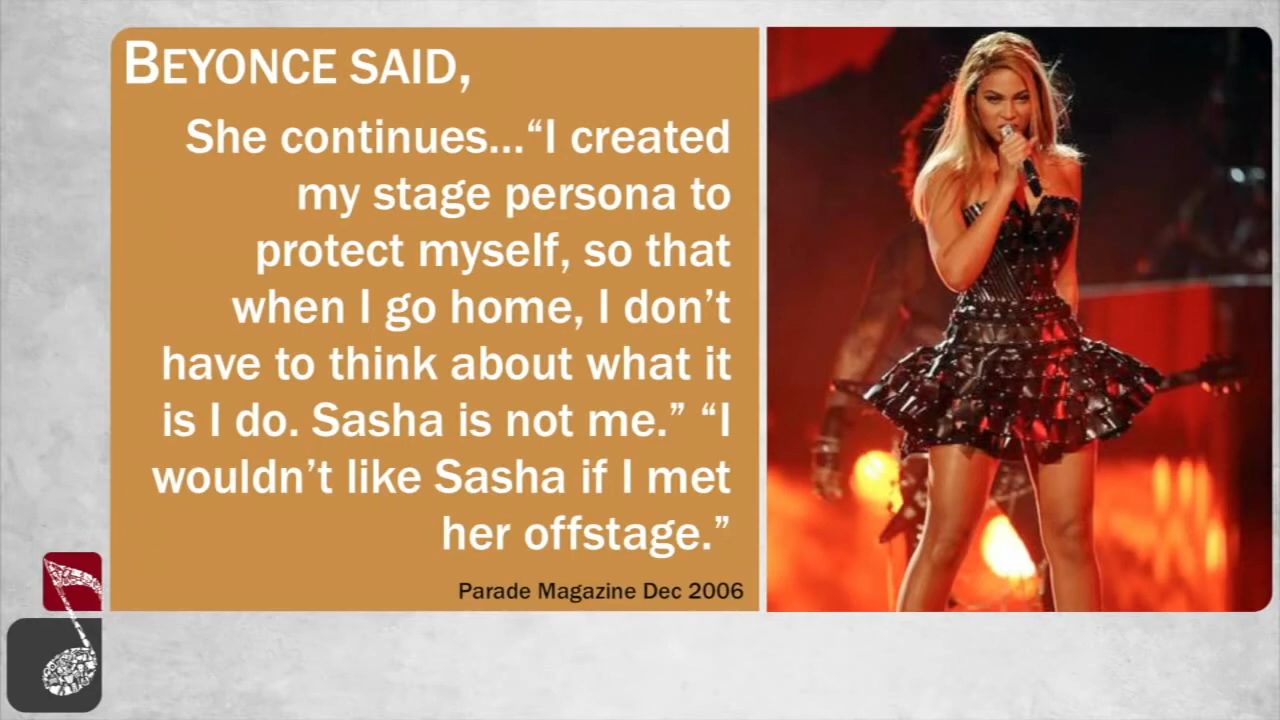 BEYONCE SAID,
She continues...“I created
my stage persona to
protect myself, so that
when I go home, I don’t
have to think about what it
is I do. Sasha is not me.” “I
wouldn’t like Sasha if I met
her offstage.”
Parade Magazine Dec 2006